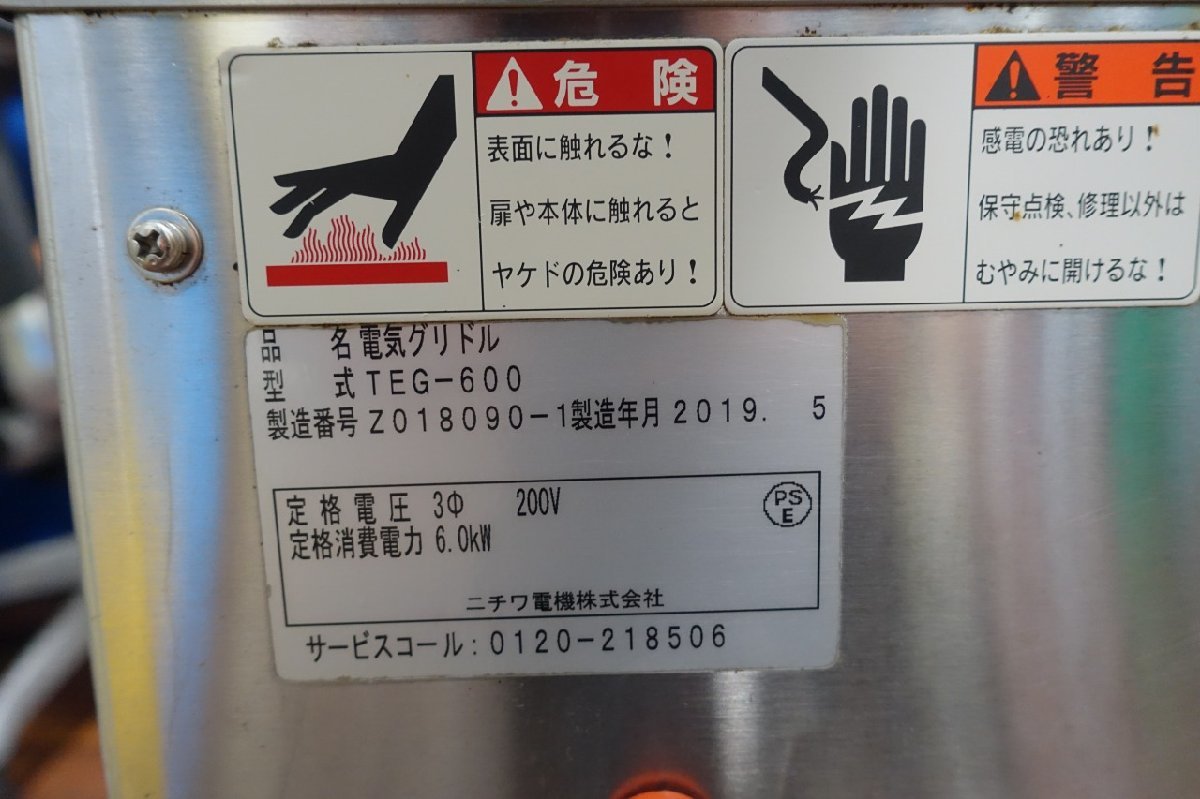 危険
表面に触れるな！
扉や本体に触れると
ヤケドの危険あり！
警告
感電の恐れあり！
保守点検、修理以外は
むやみに開けるな！
品　　名 電気グリドル
型　　式 TEG-600
製造番号 Z018090-1 製造年月 2019. 5
定格電圧 3Φ 200V
PS
E
定格消費電力 6.0kW
ニチワ電機株式会社
サービスコール：0120-218506